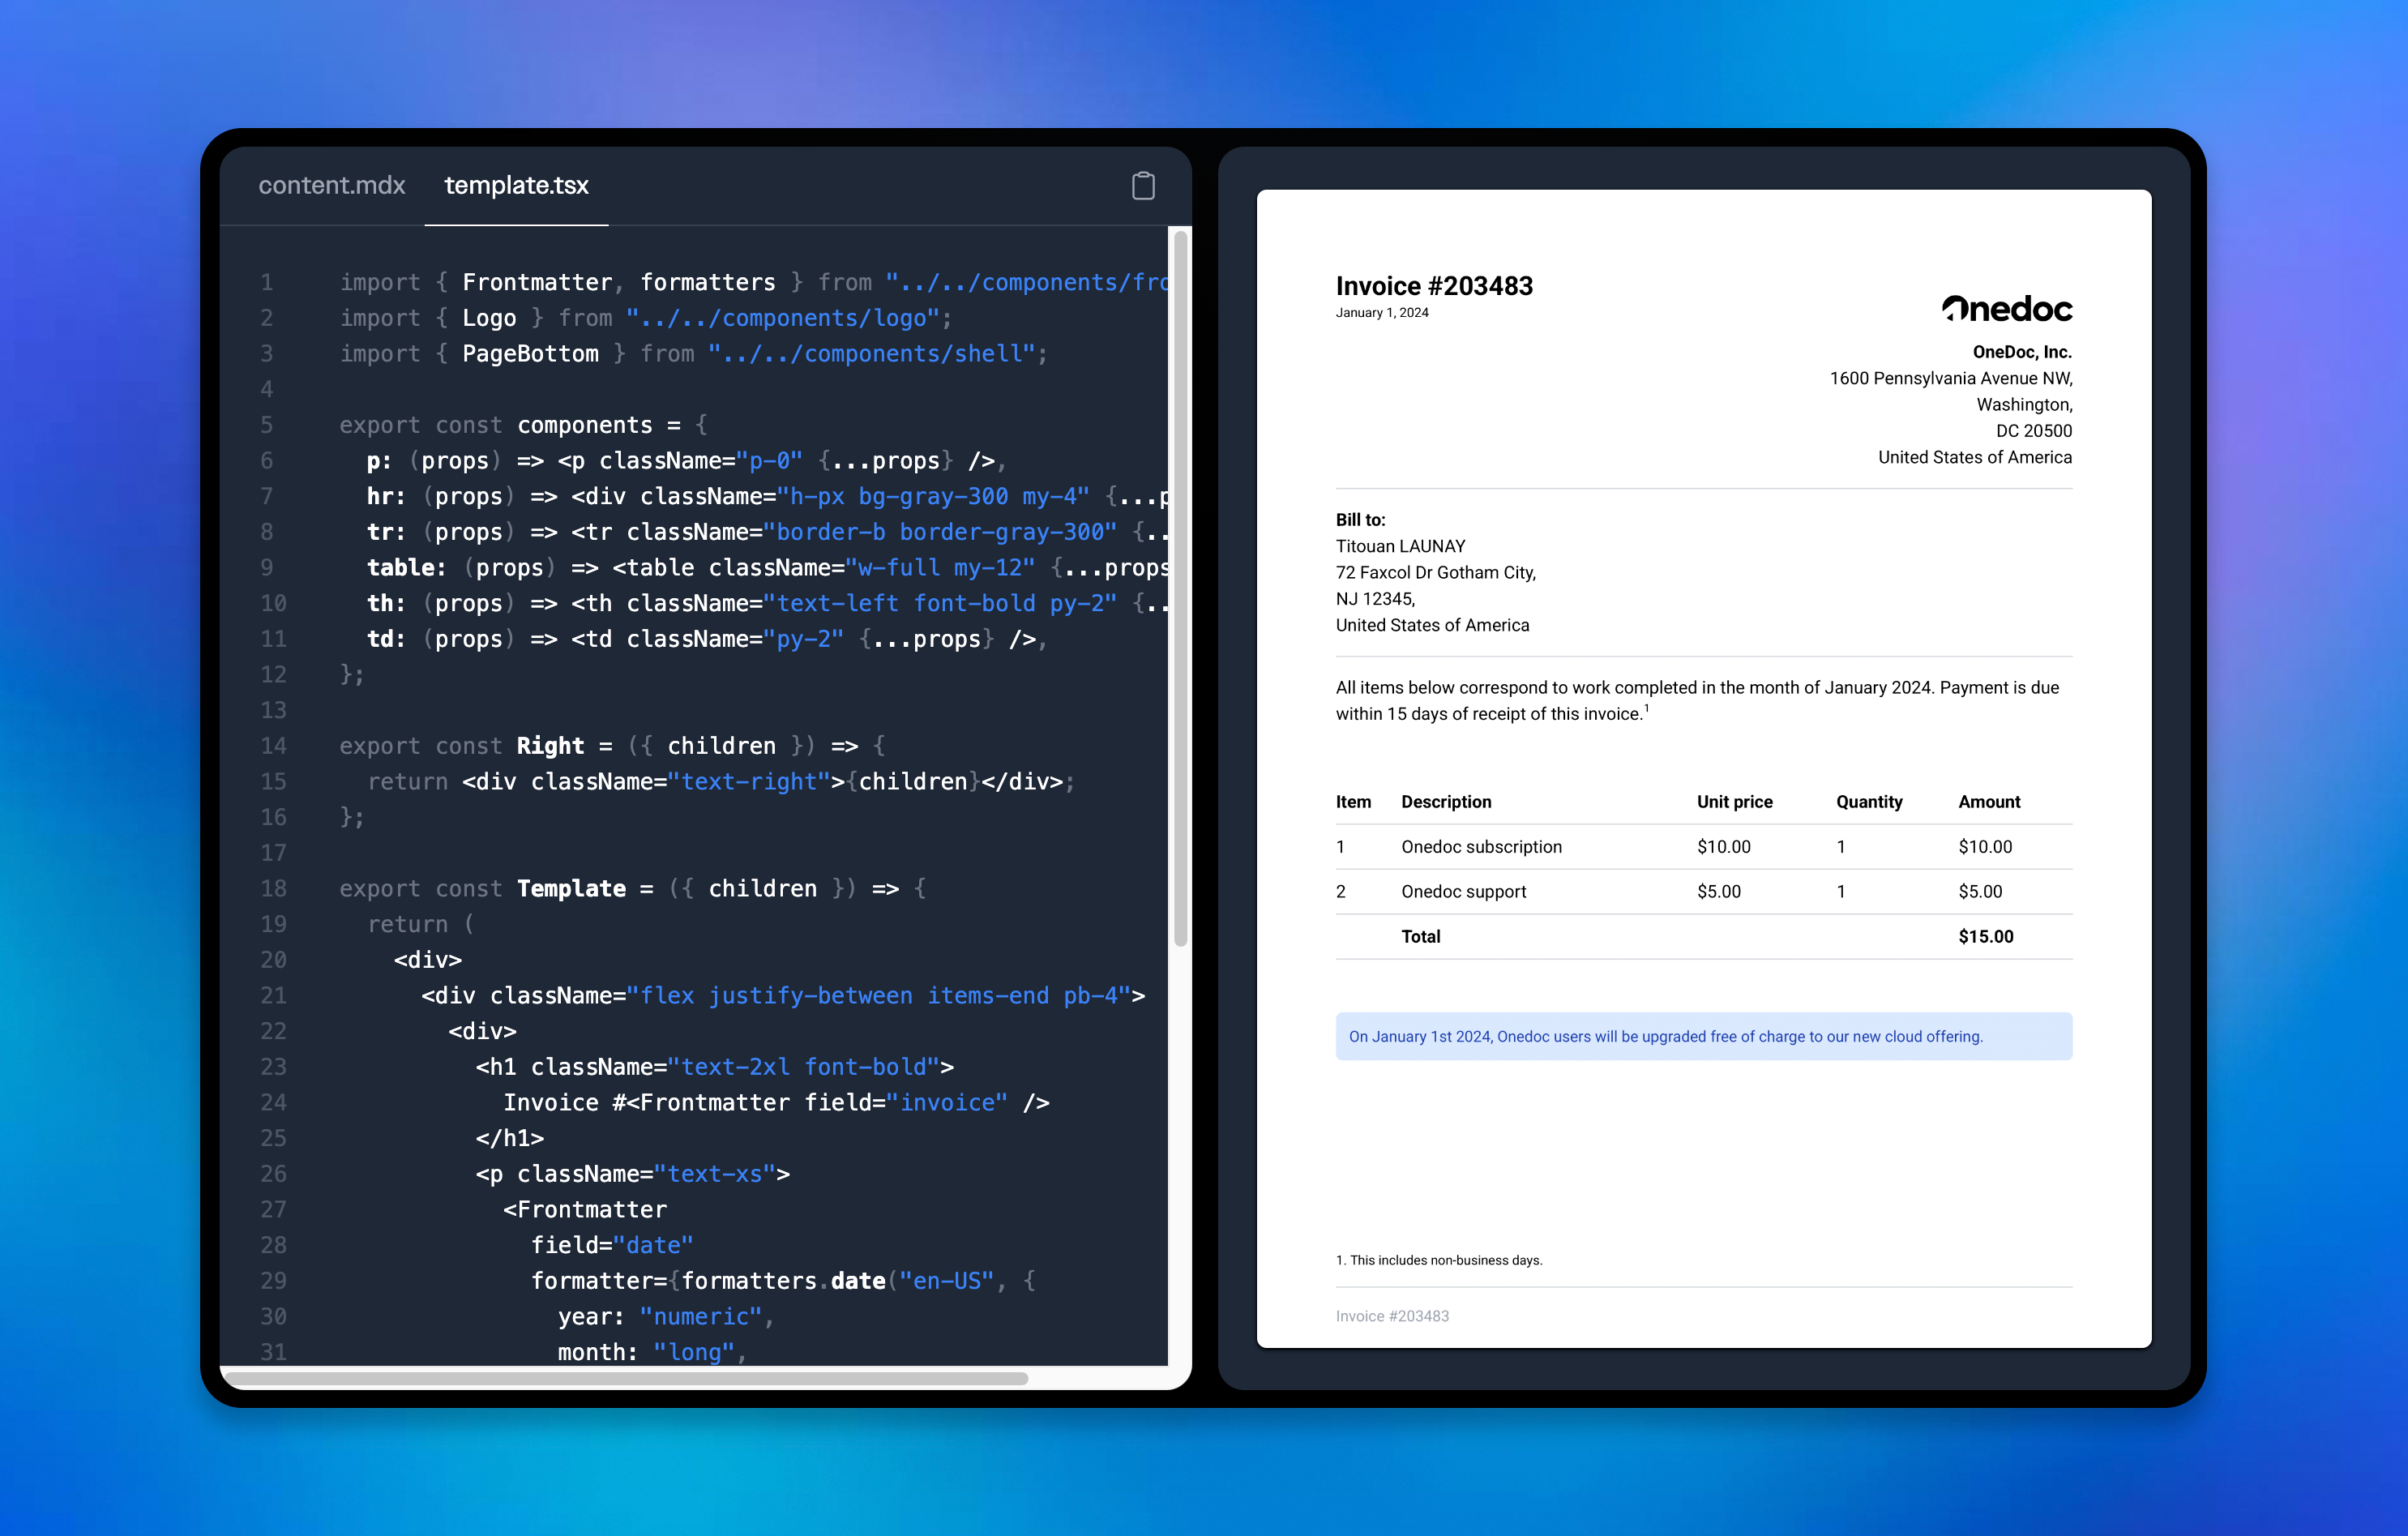 content.mdx template.tsx
1 import { Frontmatter, formatters } from "../../components/fro
2 import { Logo } from "../../components/logo";
3 import { PageBottom } from "../../components/shell";
4
5 export const components = {
6 p: (props) => <p className="p-0" {...props} />,
7 hr: (props) => <div className="h-px bg-gray-300 my-4" {...p
8 tr: (props) => <tr className="border-b border-gray-300" {..
9 table: (props) => <table className="w-full my-12" {...props
10 th: (props) => <th className="text-left font-bold py-2" {..
11 td: (props) => <td className="py-2" {...props} />,
12 };
13
14 export const Right = ({ children }) => {
15 return <div className="text-right">{children}</div>;
16 };
17
18 export const Template = ({ children }) => {
19 return (
20 <div>
21 <div className="flex justify-between items-end pb-4">
22 <div>
23 <h1 className="text-2xl font-bold">
24 Invoice #<Frontmatter field="invoice" />
25 </h1>
26 <p className="text-xs">
27 <Frontmatter
28 field="date"
29 formatter={formatters.date("en-US", {
30 year: "numeric",
31 month: "long",
Invoice #203483
January 1, 2024
Onedoc
OneDoc, Inc.
1600 Pennsylvania Avenue NW,
Washington,
DC 20500
United States of America
Bill to:
Titouan LAUNAY
72 Faxcol Dr Gotham City,
NJ 12345,
United States of America
All items below correspond to work completed in the month of January 2024. Payment is due
within 15 days of receipt of this invoice.1
Item Description Unit price Quantity Amount
1 Onedoc subscription $10.00 1 $10.00
2 Onedoc support $5.00 1 $5.00
Total $15.00
On January 1st 2024, Onedoc users will be upgraded free of charge to our new cloud offering.
1. This includes non-business days.
Invoice #203483